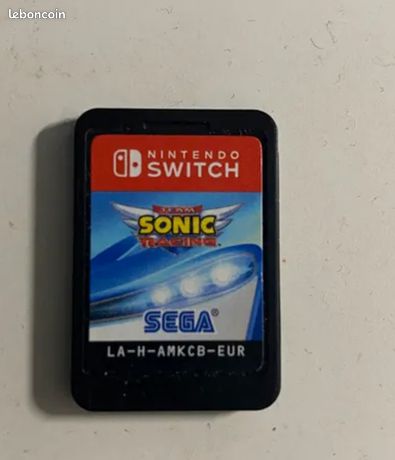 leboncoin
NINTENDO
SWITCH
TEAM
SONIC
RACING
SEGA®
LA-H-AMKCB-EUR